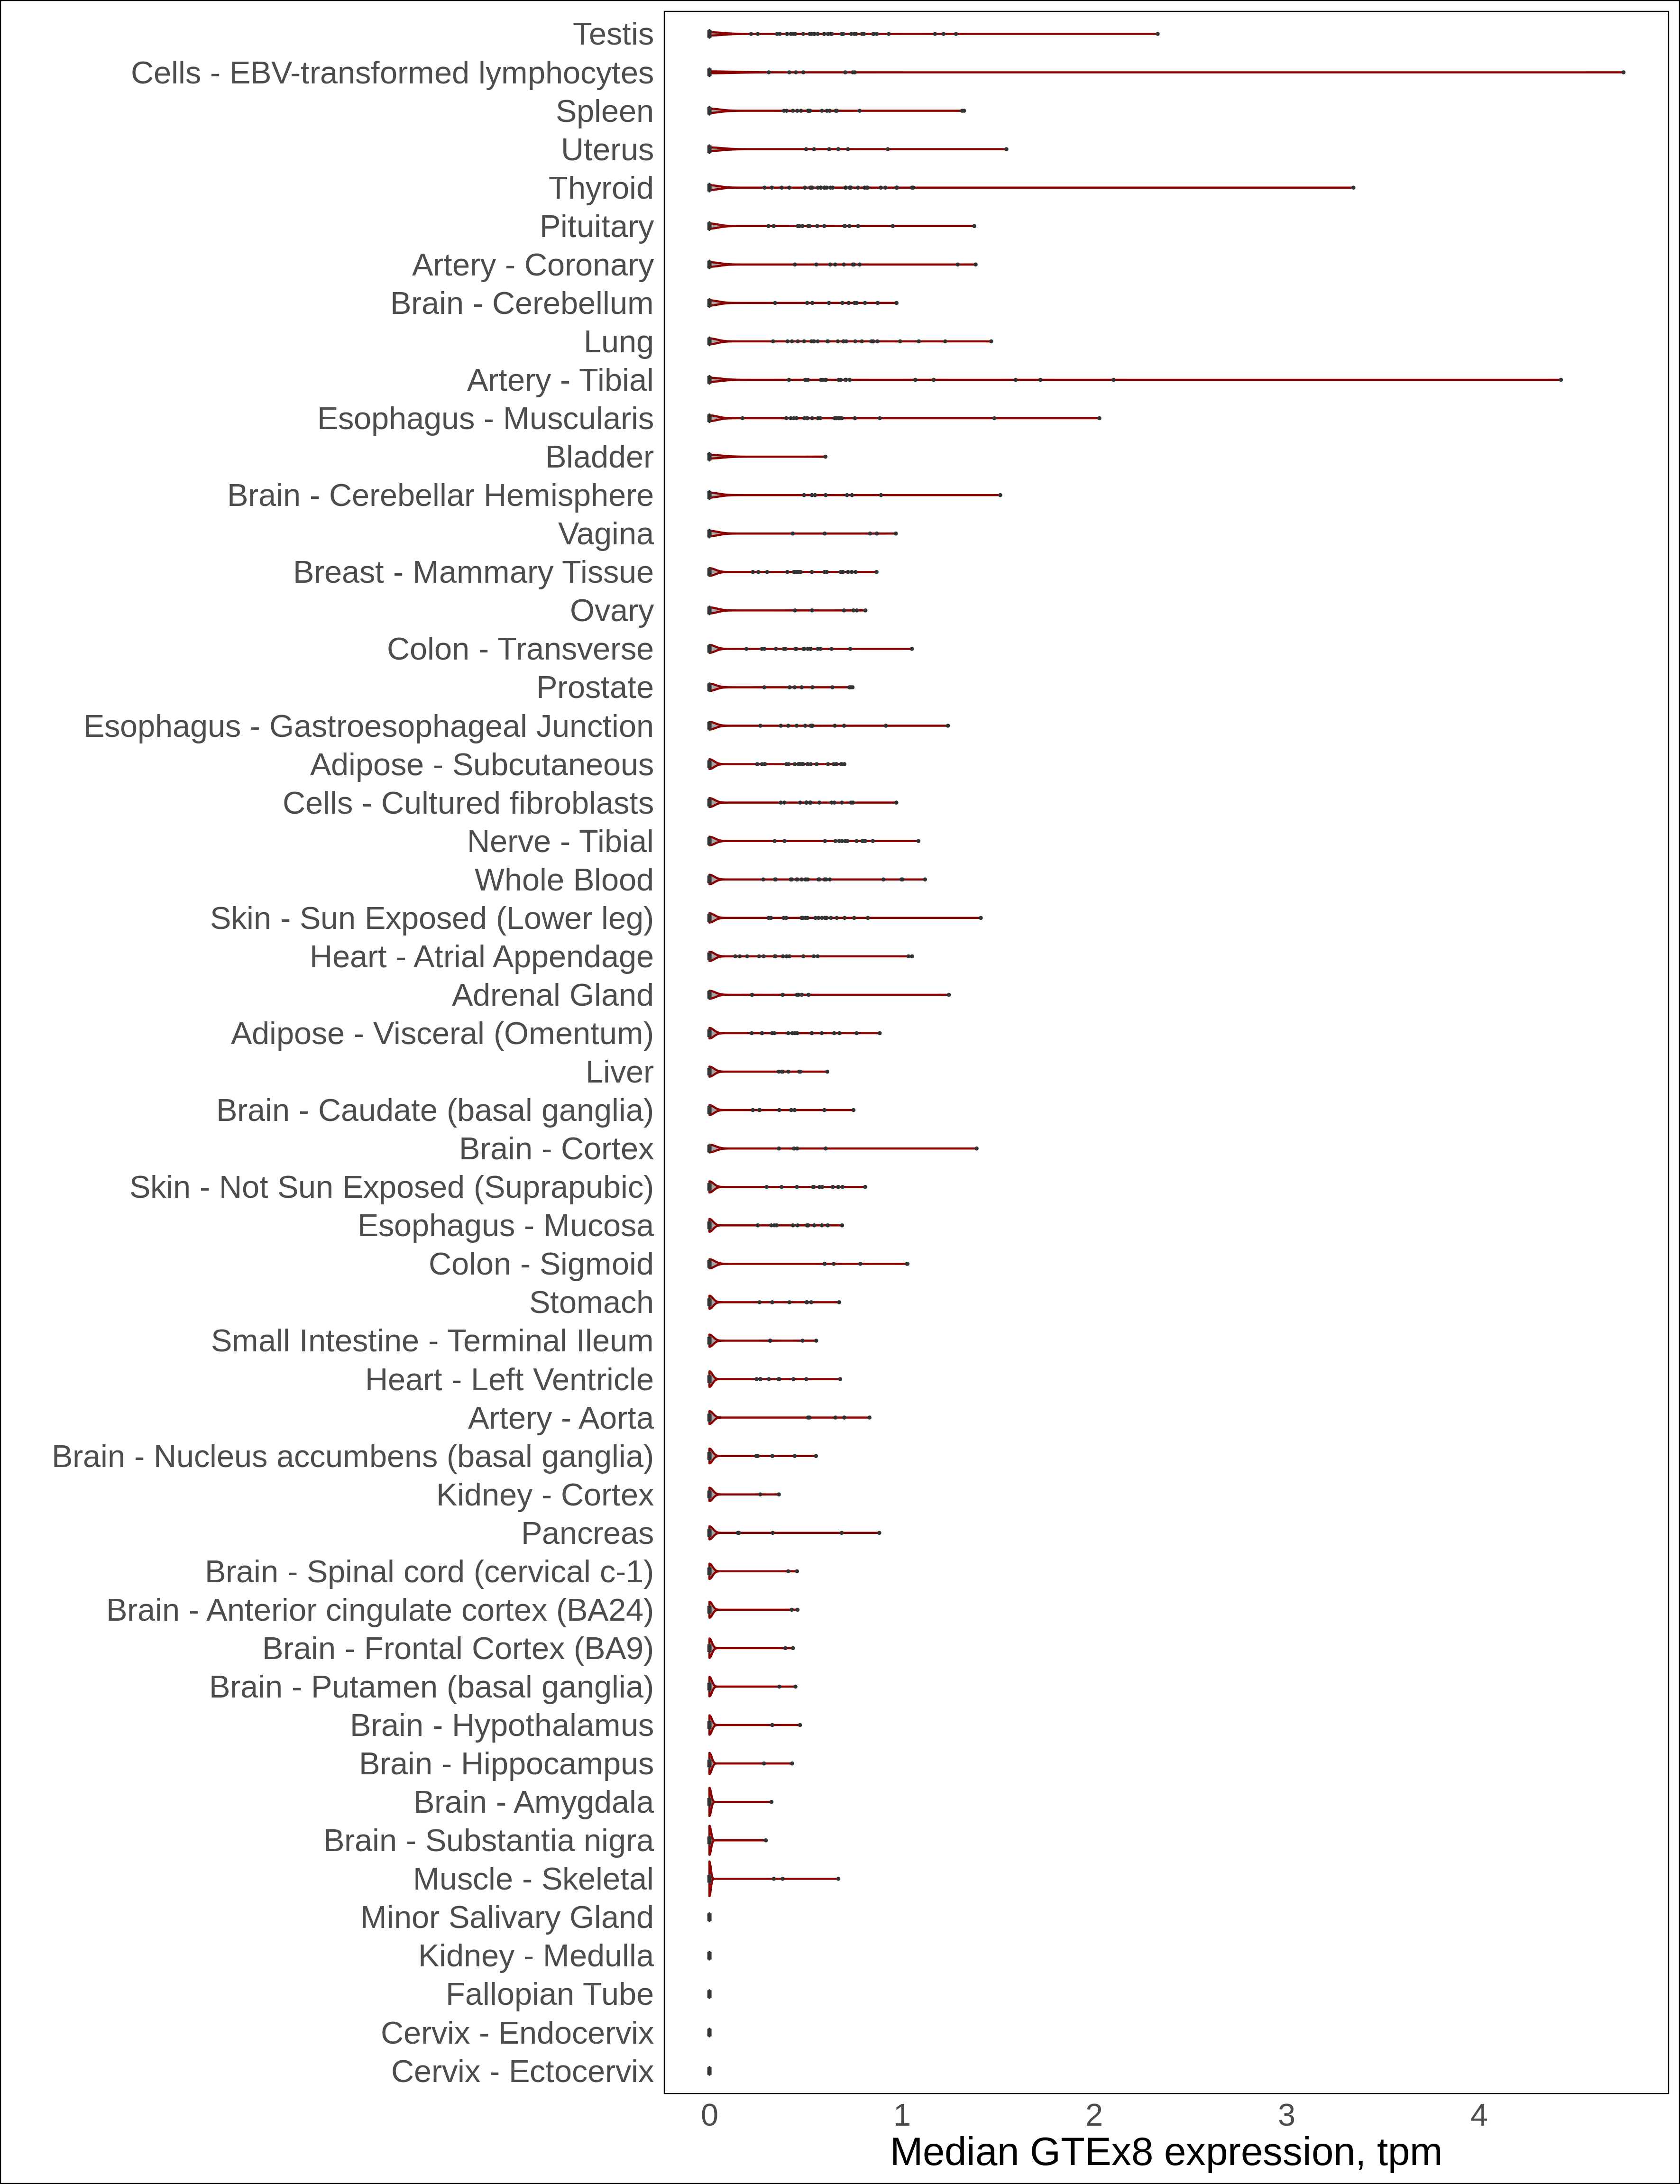 Testis
Cells - EBV-transformed lymphocytes
Spleen
Uterus
Thyroid
Pituitary
Artery - Coronary
Brain - Cerebellum
Lung
Artery - Tibial
Esophagus - Muscularis
Bladder
Brain - Cerebellar Hemisphere
Vagina
Breast - Mammary Tissue
Ovary
Colon - Transverse
Prostate
Esophagus - Gastroesophageal Junction
Adipose - Subcutaneous
Cells - Cultured fibroblasts
Nerve - Tibial
Whole Blood
Skin - Sun Exposed (Lower leg)
Heart - Atrial Appendage
Adrenal Gland
Adipose - Visceral (Omentum)
Liver
Brain - Caudate (basal ganglia)
Brain - Cortex
Skin - Not Sun Exposed (Suprapubic)
Esophagus - Mucosa
Colon - Sigmoid
Stomach
Small Intestine - Terminal Ileum
Heart - Left Ventricle
Artery - Aorta
Brain - Nucleus accumbens (basal ganglia)
Kidney - Cortex
Pancreas
Brain - Spinal cord (cervical c-1)
Brain - Anterior cingulate cortex (BA24)
Brain - Frontal Cortex (BA9)
Brain - Putamen (basal ganglia)
Brain - Hypothalamus
Brain - Hippocampus
Brain - Amygdala
Brain - Substantia nigra
Muscle - Skeletal
Minor Salivary Gland
Kidney - Medulla
Fallopian Tube
Cervix - Endocervix
Cervix - Ectocervix
0 1 2 3 4
Median GTEx8 expression, tpm